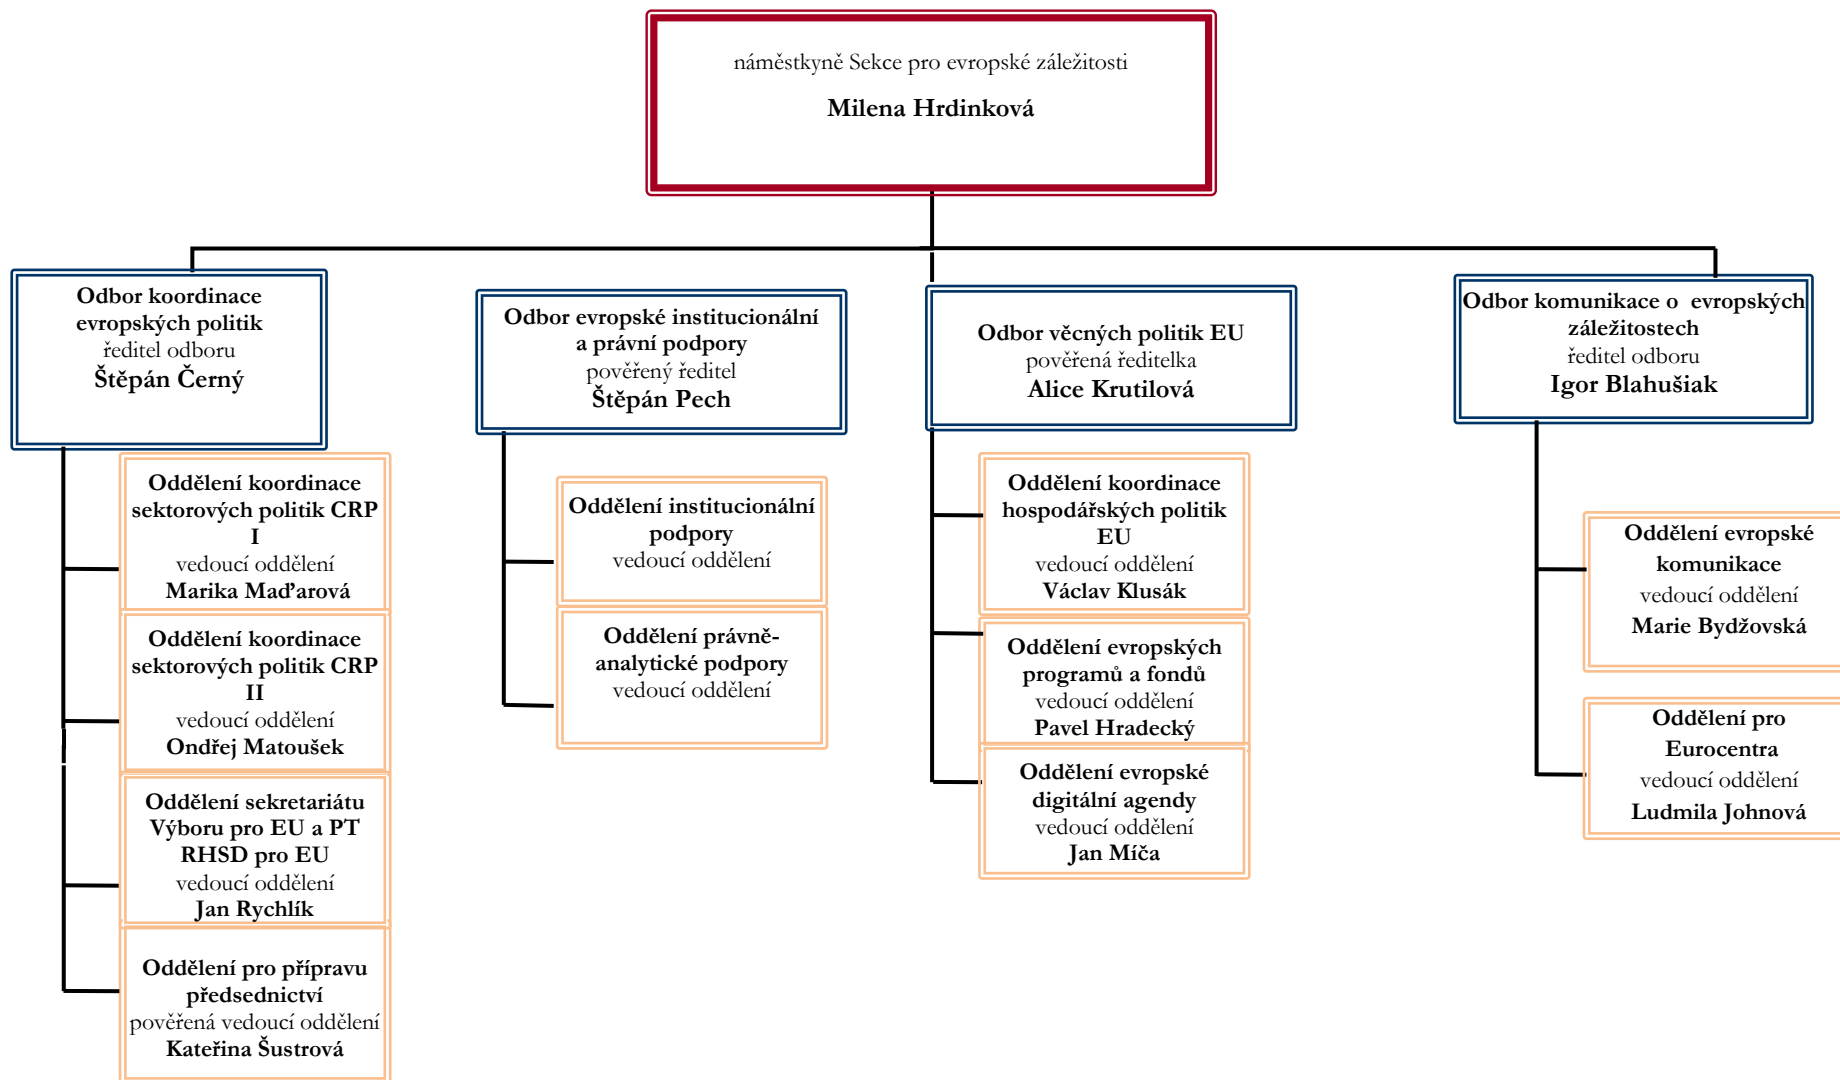 náměstkyně Sekce pro evropské záležitosti
Milena Hrdinková
Odbor koordinace
evropských politik
ředitel odboru
Štěpán Černý
Oddělení koordinace
sektorových politik CRP
I
vedoucí oddělení
Marika Maďarová
Oddělení koordinace
sektorových politik CRP
II
vedoucí oddělení
Ondřej Matoušek
Oddělení sekretariátu
Výboru pro EU a PT
RHSD pro EU
vedoucí oddělení
Jan Rychlík
Oddělení pro přípravu
předsednictví
pověřená vedoucí oddělení
Kateřina Šustrová
Odbor evropské institucionální
a právní podpory
pověřený ředitel
Štěpán Pech
Oddělení institucionální
podpory
vedoucí oddělení
Oddělení právně-
analytické podpory
vedoucí oddělení
Odbor věcných politik EU
pověřená ředitelka
Alice Krutilová
Oddělení koordinace
hospodářských politik
EU
vedoucí oddělení
Václav Klusák
Oddělení evropských
programů a fondů
vedoucí oddělení
Pavel Hradecký
Oddělení evropské
digitální agendy
vedoucí oddělení
Jan Míča
Odbor komunikace o evropských
záležitostech
ředitel odboru
Igor Blahušiak
Oddělení evropské
komunikace
vedoucí oddělení
Marie Bydžovská
Oddělení pro
Eurocentra
vedoucí oddělení
Ludmila Johnová